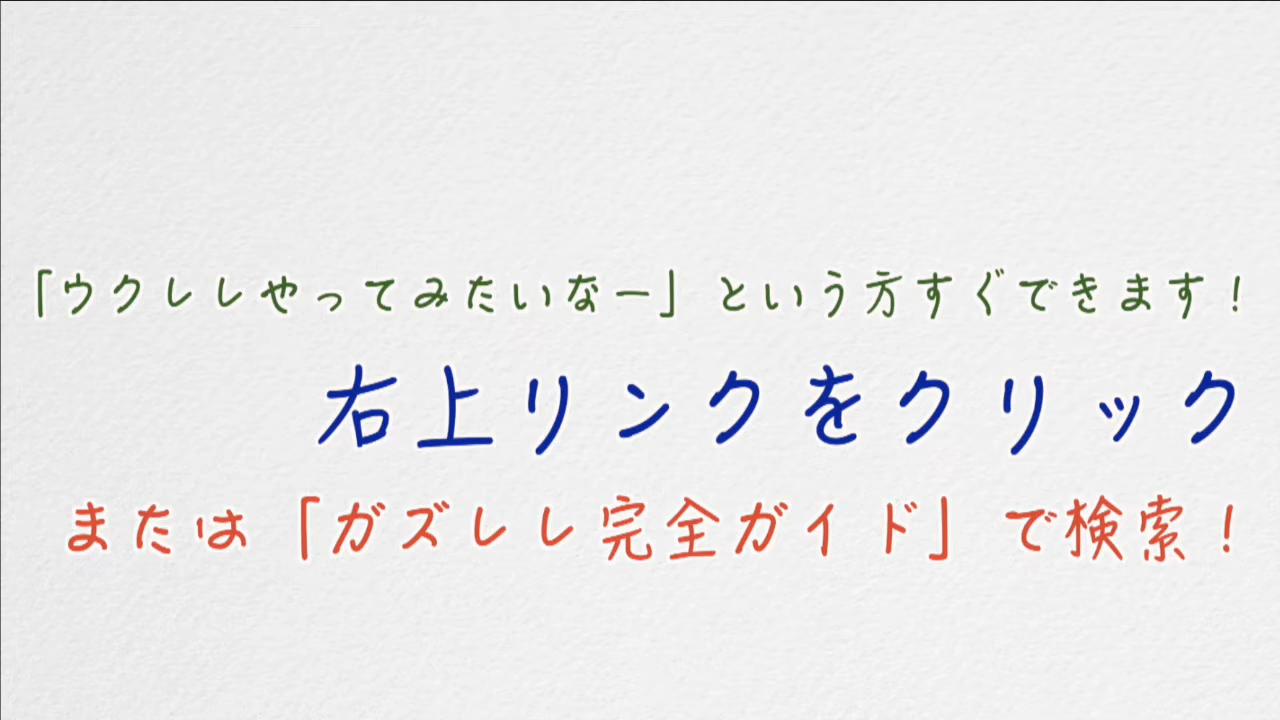 「ウクレレやってみたいなー」という方すぐできます！
右上リンクをクリック
または「ガズレレ完全ガイド」で検索！